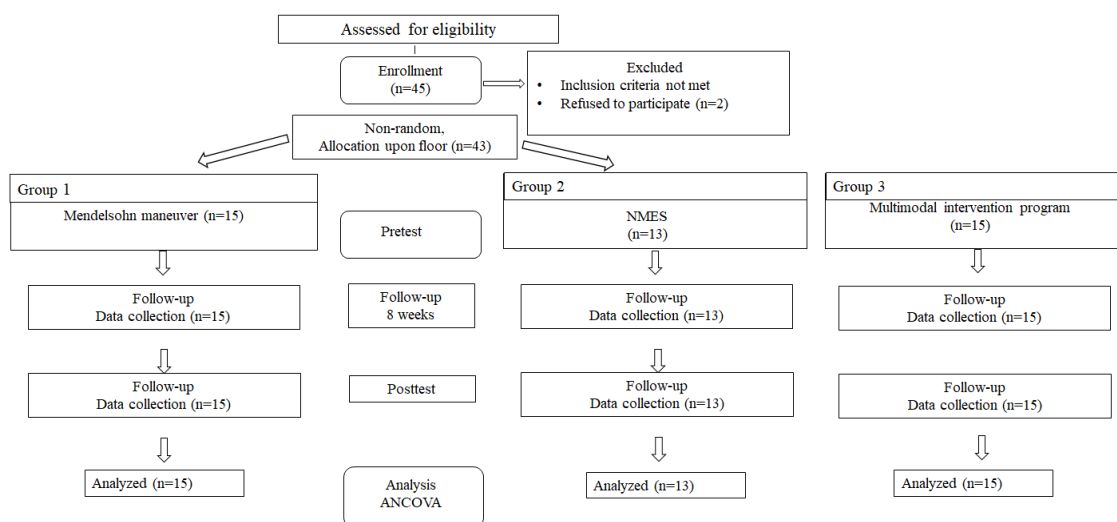 Assessed for eligibility
Enrollment
(n=45)
Excluded
• Inclusion criteria not met
• Refused to participate (n=2)
Non-random,
Allocation upon floor (n=43)
Group 1
Mendelsohn maneuver (n=15)
Pretest
Group 2
NMES
(n=13)
Group 3
Multimodal intervention program
(n=15)
Follow-up
Data collection (n=15)
Follow-up
8 weeks
Follow-up
Data collection (n=13)
Follow-up
Data collection (n=15)
Follow-up
Data collection (n=15)
Posttest
Follow-up
Data collection (n=13)
Follow-up
Data collection (n=15)
Analyzed (n=15)
Analysis
ANCOVA
Analyzed (n=13)
Analyzed (n=15)